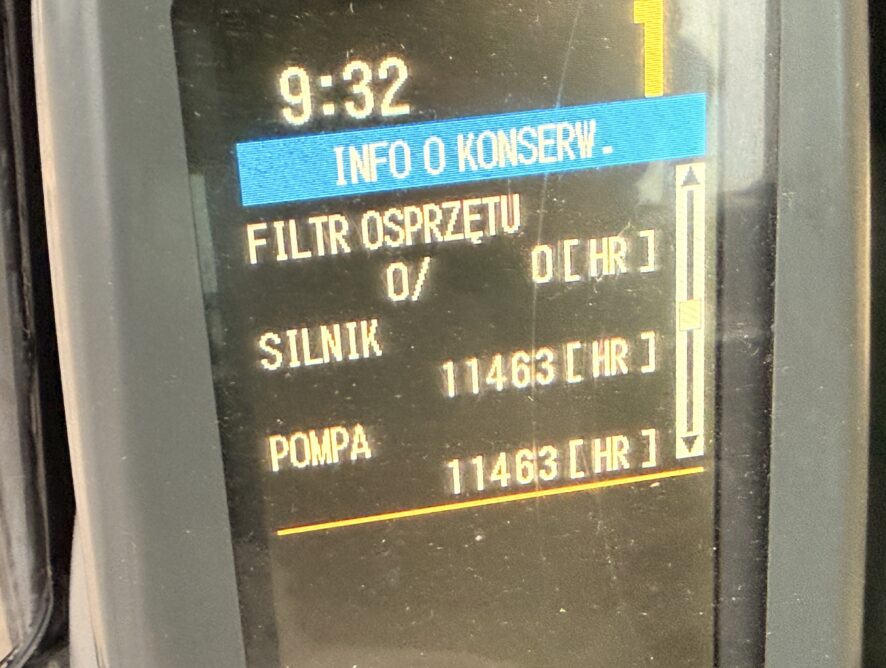 9:32
INFO O KONSERW.
FILTR OSPRZĘTU
0/ 0[HR]
SILNIK
11463[HR]
POMPA
11463[HR]